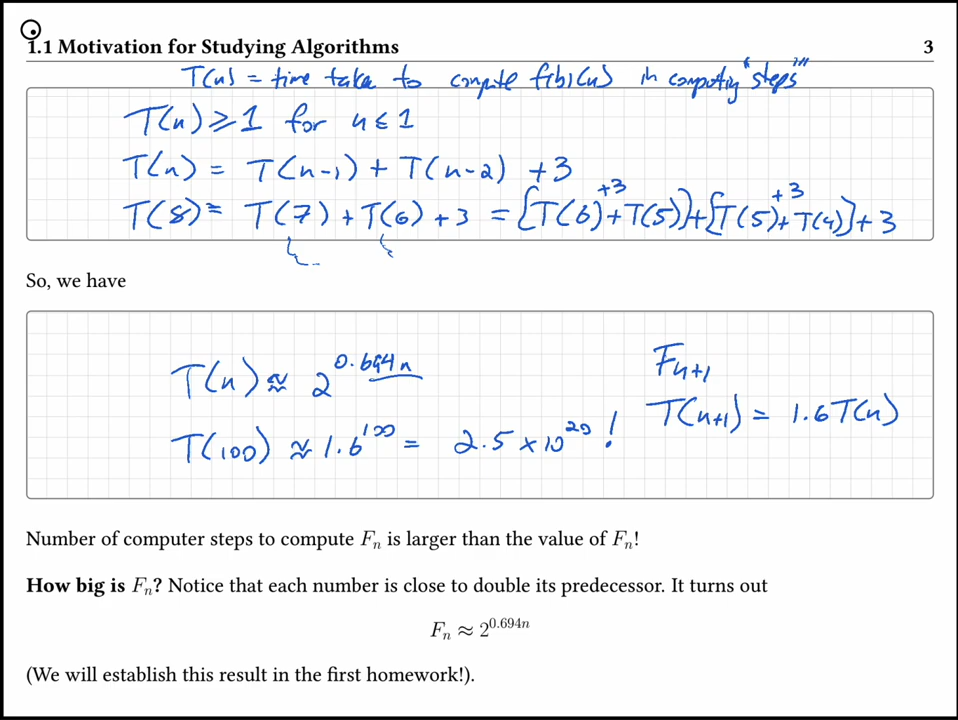 1.1 Motivation for Studying Algorithms 3
T(n) = time take to compute fib1(n) in computing "steps"
T(n) ≥ 1 for n ≤ 1
T(n) = T(n-1) + T(n-2) + 3
T(8) = T(7) + T(6) + 3 = [T(6) + T(5) +3] + [T(5) + T(4) +3] + 3
So, we have
T(n) ≈ 2^0.694n
F_n+1
T(n+1) = 1.6T(n)
T(100) ≈ 1.6^100 = 2.5 × 10^20 !
Number of computer steps to compute F_n is larger than the value of F_n!
How big is F_n? Notice that each number is close to double its predecessor. It turns out
F_n ≈ 2^0.694n
(We will establish this result in the first homework!).